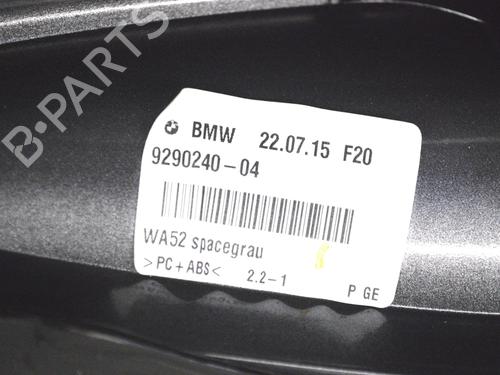 B-PARTS
BMW 22.07.15 F20
9290240-04
WA52 spacegrau
>PC+ABS< 2.2-1 P GE